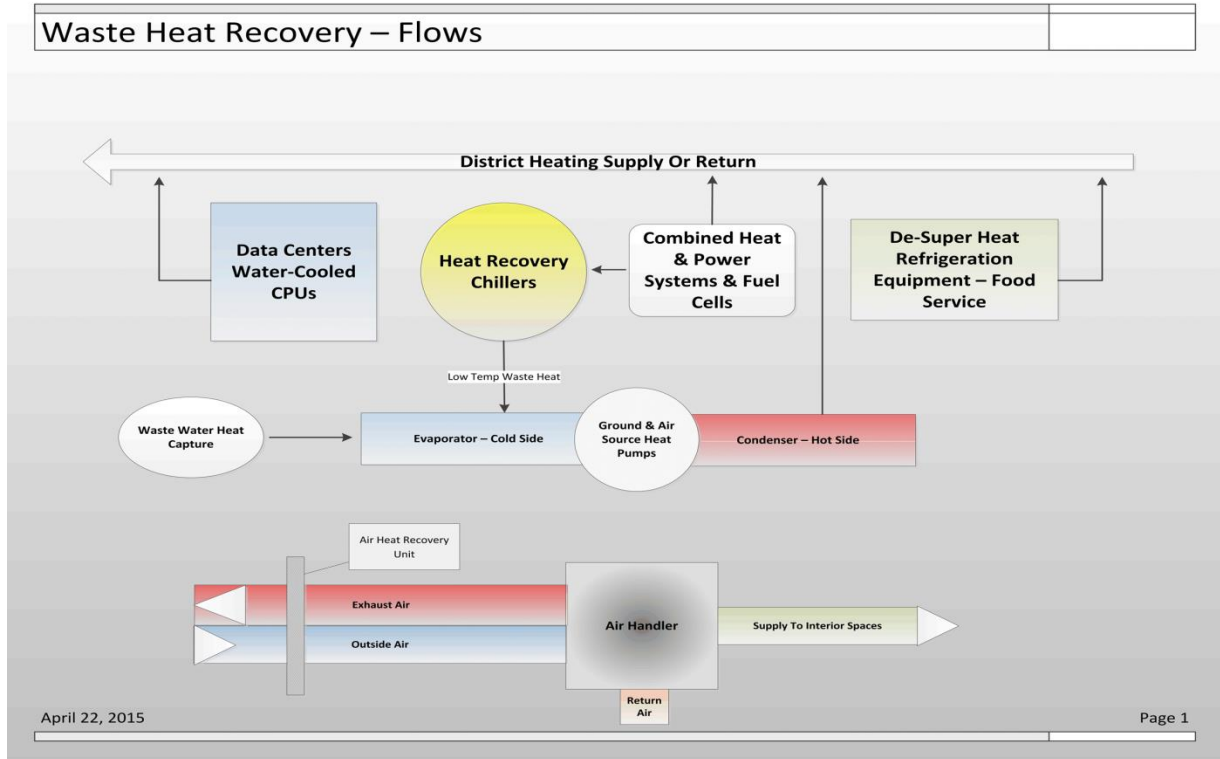 Waste Heat Recovery – Flows
District Heating Supply Or Return
Data Centers
Water-Cooled
CPUs
Heat Recovery
Chillers
Combined Heat
& Power
Systems & Fuel
Cells
De-Super Heat
Refrigeration
Equipment – Food
Service
Low Temp Waste Heat
Waste Water Heat
Capture
Evaporator – Cold Side
Ground & Air
Source Heat
Pumps
Condenser – Hot Side
Air Heat Recovery
Unit
Exhaust Air
Outside Air
Air Handler
Supply To Interior Spaces
Return
Air
April 22, 2015
Page 1